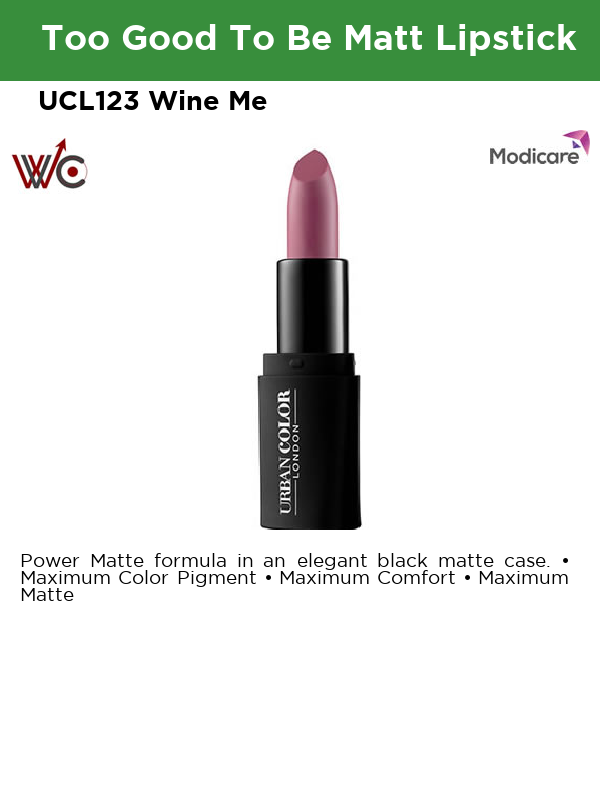 Too Good To Be Matt Lipstick
UCL123 Wine Me
Modicare
URBAN COLOR
LONDON
Power Matte formula in an elegant black matte case. •
Maximum Color Pigment • Maximum Comfort • Maximum
Matte